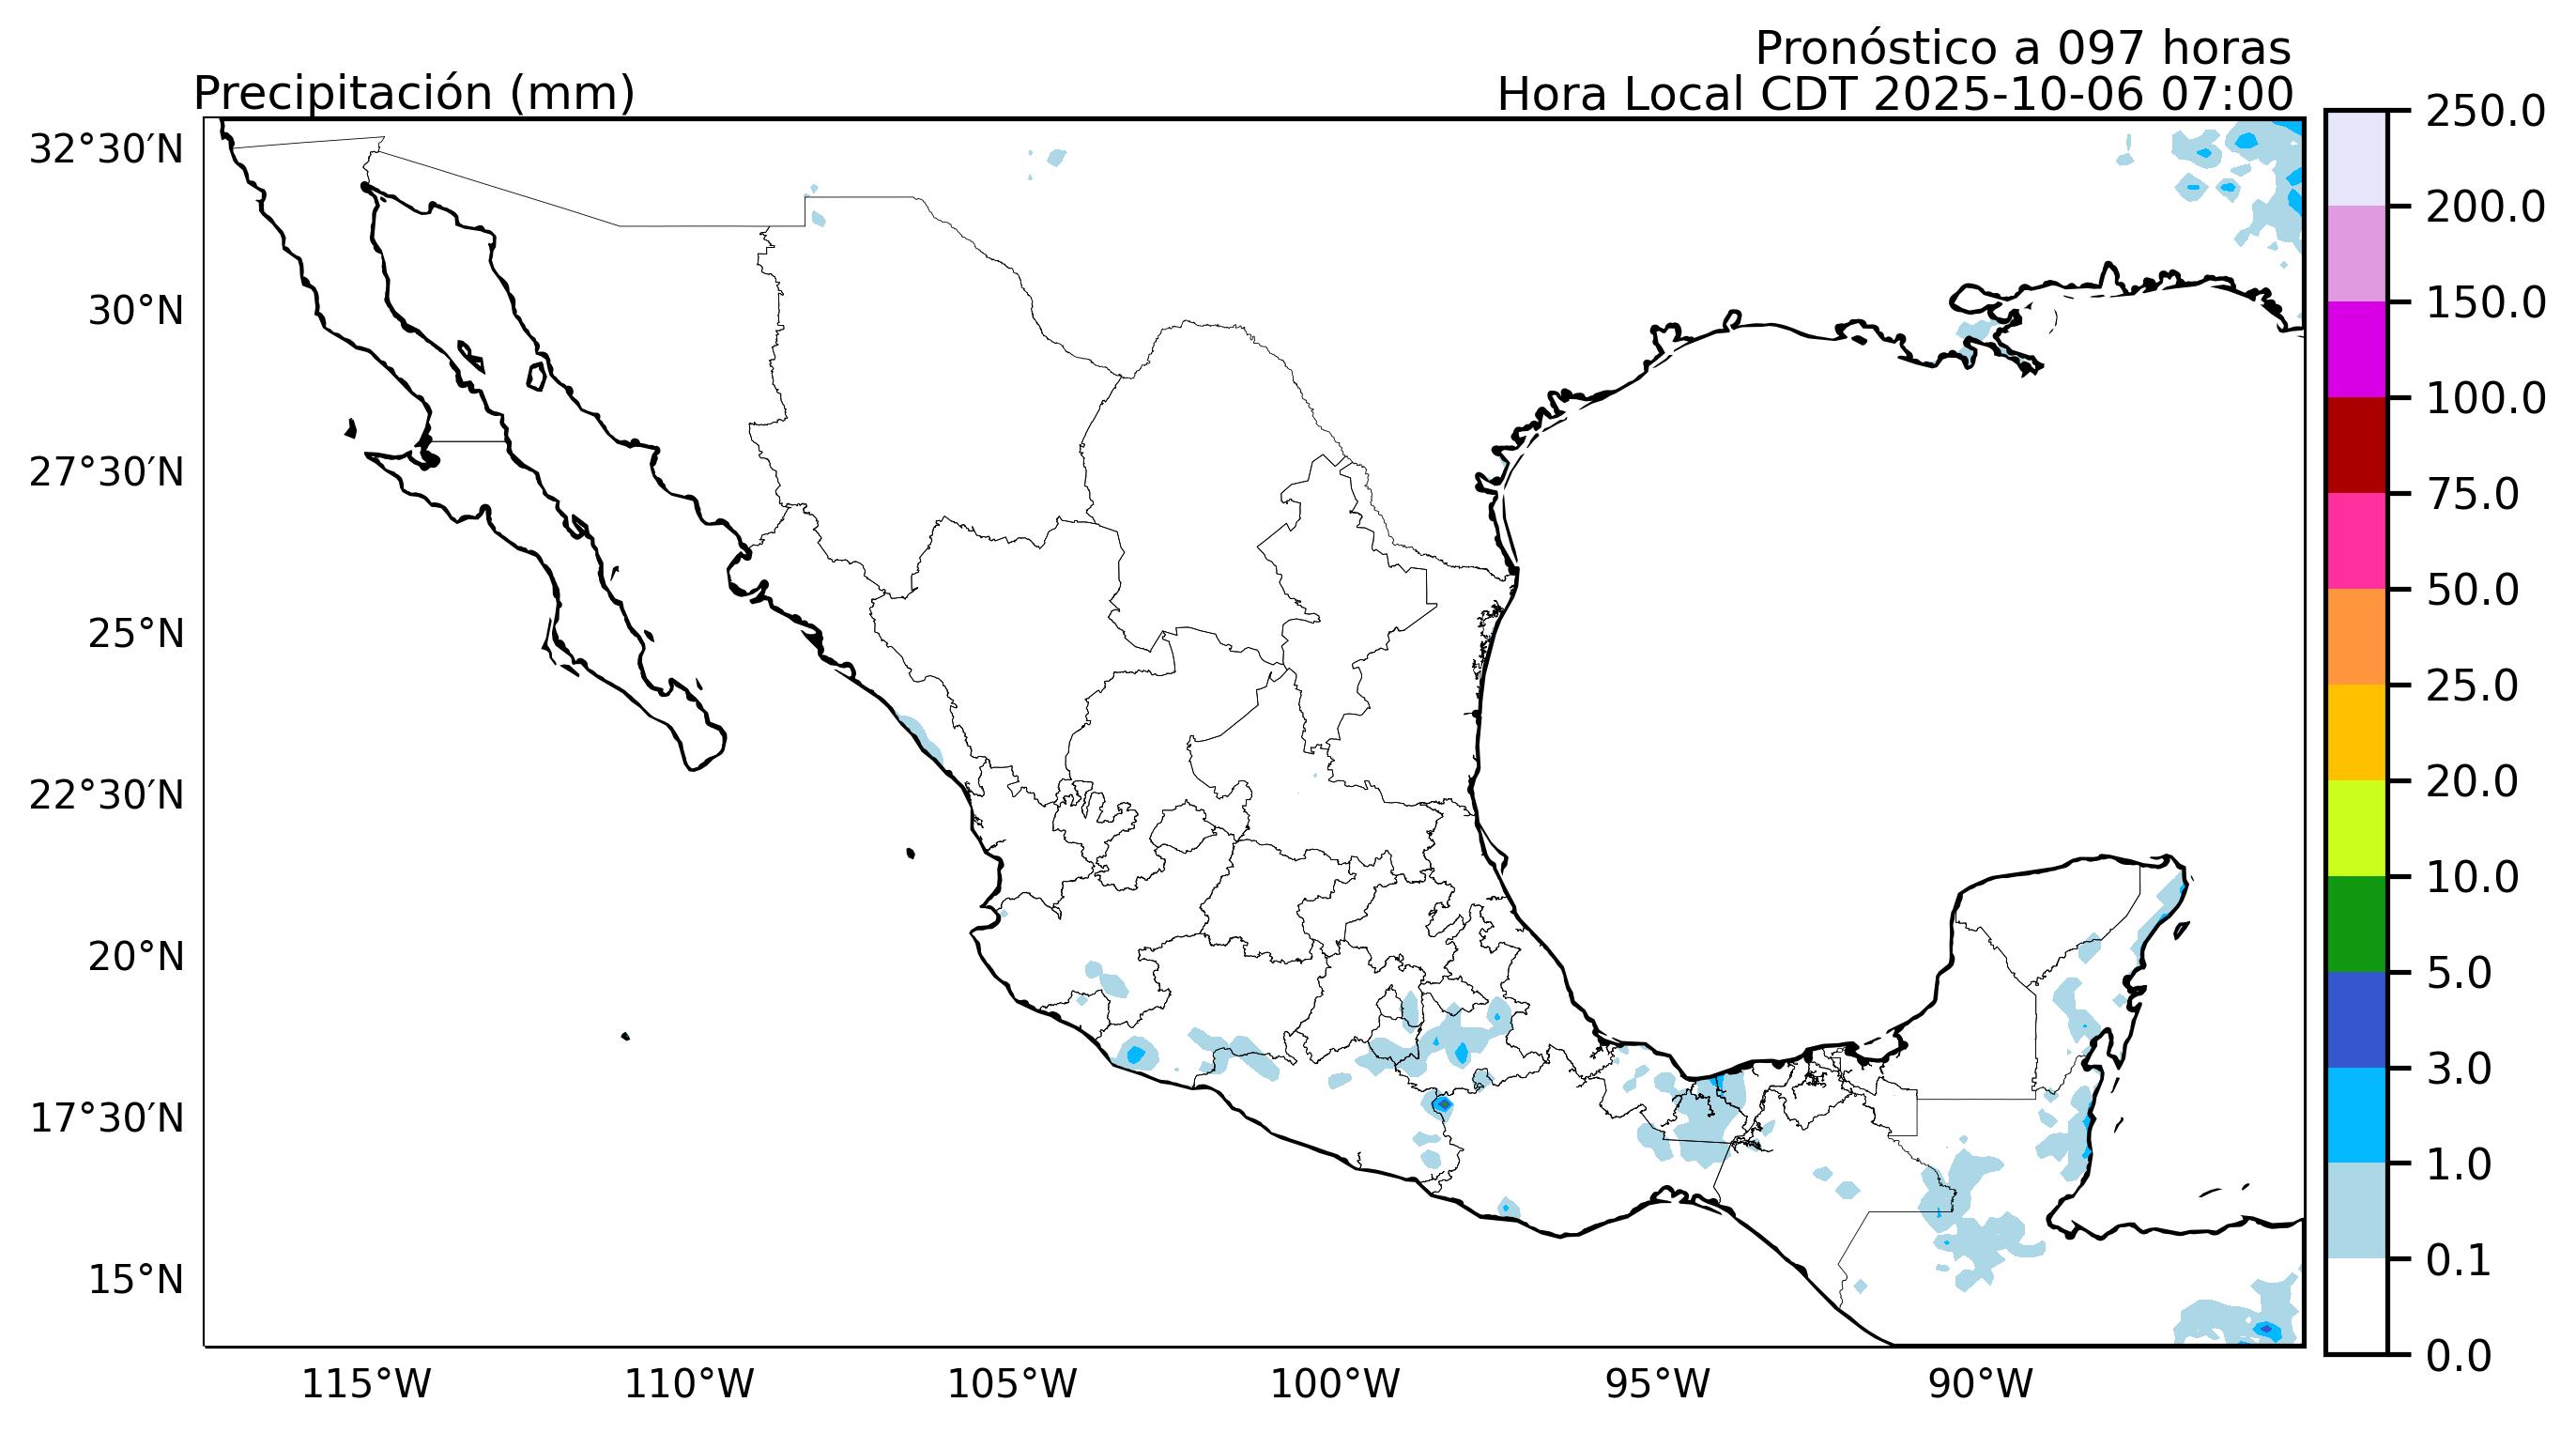 Pronóstico a 097 horas
Precipitación (mm)
Hora Local CDT 2025-10-06 07:00
32°30′N
30°N
27°30′N
25°N
22°30′N
20°N
17°30′N
15°N
115°W
110°W
105°W
100°W
95°W
90°W
250.0
200.0
150.0
100.0
75.0
50.0
25.0
20.0
10.0
5.0
3.0
1.0
0.1
0.0